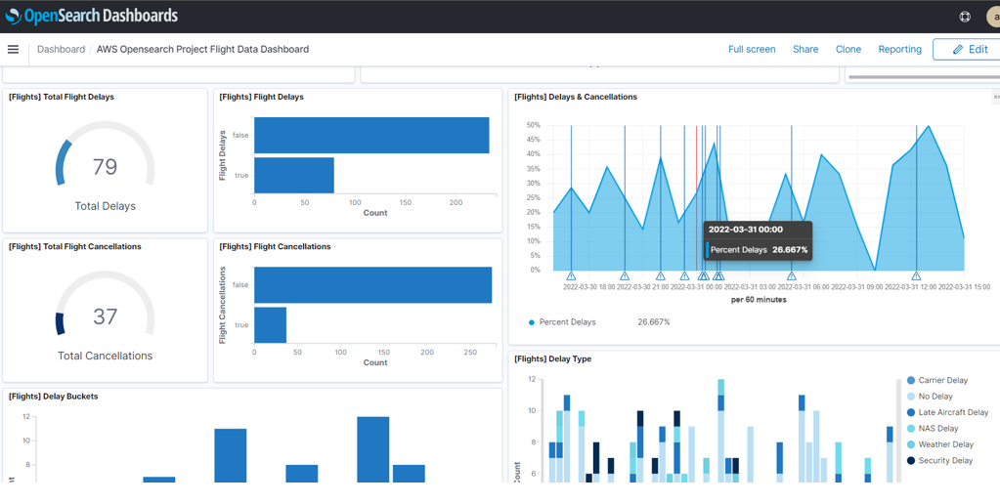 OpenSearch Dashboards
a
Dashboard / AWS Opensearch Project Flight Data Dashboard
Full screen Share Clone Reporting Edit
[Flights] Total Flight Delays
79
Total Delays
[Flights] Flight Delays
Flight Delays
false
true
0 50 100 150 200
Count
[Flights] Delays & Cancellations
50%
45%
40%
35%
30%
25%
20%
15%
10%
5%
0%
2022-03-31 00:00
Percent Delays 26.667%
2022-03-30 18:00 2022-03-30 21:00 2022-03-31 00:00 2022-03-31 03:00 2022-03-31 06:00 2022-03-31 09:00 2022-03-31 12:00 2022-03-31 15:00
per 60 minutes
Percent Delays 26.667%
[Flights] Total Flight Cancellations
37
Total Cancellations
[Flights] Flight Cancellations
Flight Cancellations
false
true
0 50 100 150 200 250
Count
[Flights] Delay Buckets
12
10
8
[Flights] Delay Type
12
10
8
6
Count
Carrier Delay
No Delay
Late Aircraft Delay
NAS Delay
Weather Delay
Security Delay